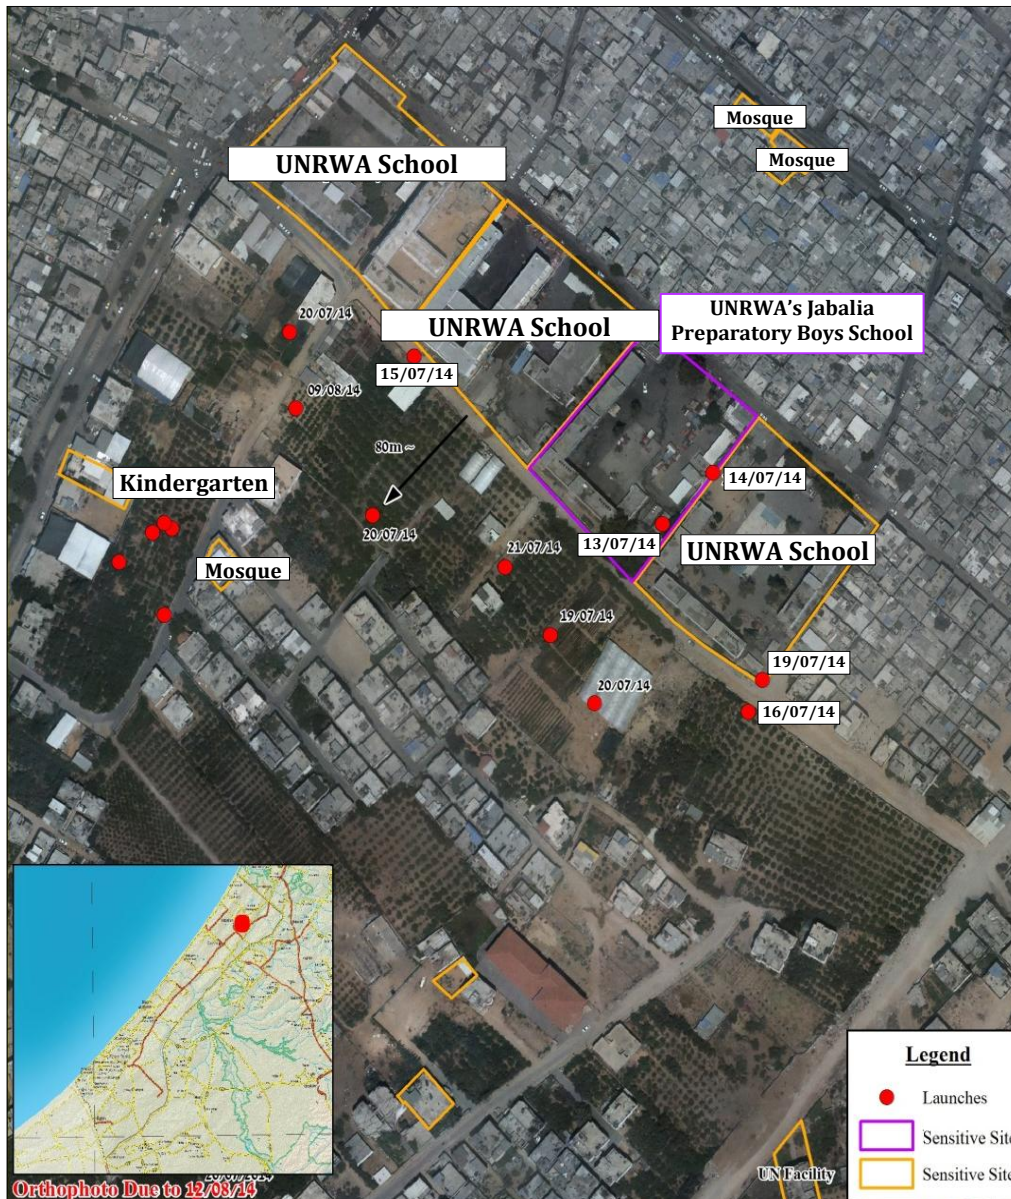 Mosque
Mosque
UNRWA School
UNRWA's Jabalia
Preparatory Boys School
20/07/14
UNRWA School
15/07/14
09/08/14
80m ~
Kindergarten
14/07/14
20/07/14
13/07/14
21/07/14
UNRWA School
Mosque
19/07/14
19/07/14
20/07/14
16/07/14
Legend
Launches
Sensitive Site
Sensitive Site
UN Facility
Orthophoto Due to 12/08/14